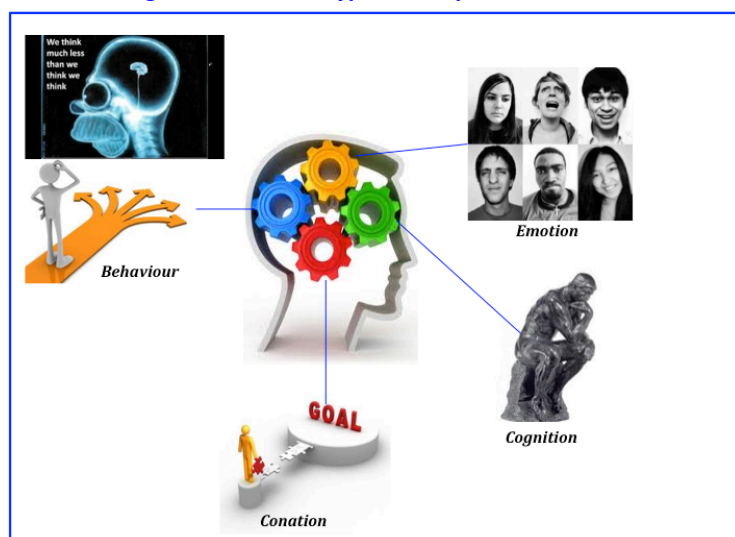 We think
much less
than we
think we
think
Emotion
Behaviour
Cognition
GOAL
Conation